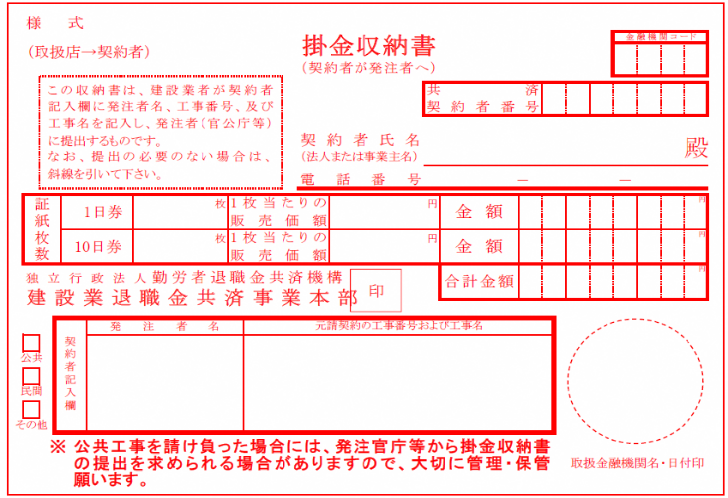 様 式
(取扱店→契約者)
掛金収納書
(契約者が発注者へ)
金融機関コード
この収納書は、建設業者が契約者
記入欄に発注者名、工事番号、及び
工事名を記入し、発注者(官公庁等)
に提出するものです。
なお、提出の必要のない場合は、
斜線を引いて下さい。
共 済
契約者番号
契約者氏名
(法人または事業主名)
殿
電話番号 − −
証紙枚数
1日券 枚 1枚当たりの販売価額 円 金額 円
10日券 枚 1枚当たりの販売価額 円 金額 円
合計金額 円
独立行政法人勤労者退職金共済機構
建設業退職金共済事業本部 印
公共
民間
その他
契約者記入欄
発注者名 元請契約の工事番号および工事名
※ 公共工事を請け負った場合には、発注官庁等から掛金収納書
の提出を求められる場合がありますので、大切に管理・保管
願います。
取扱金融機関名・日付印